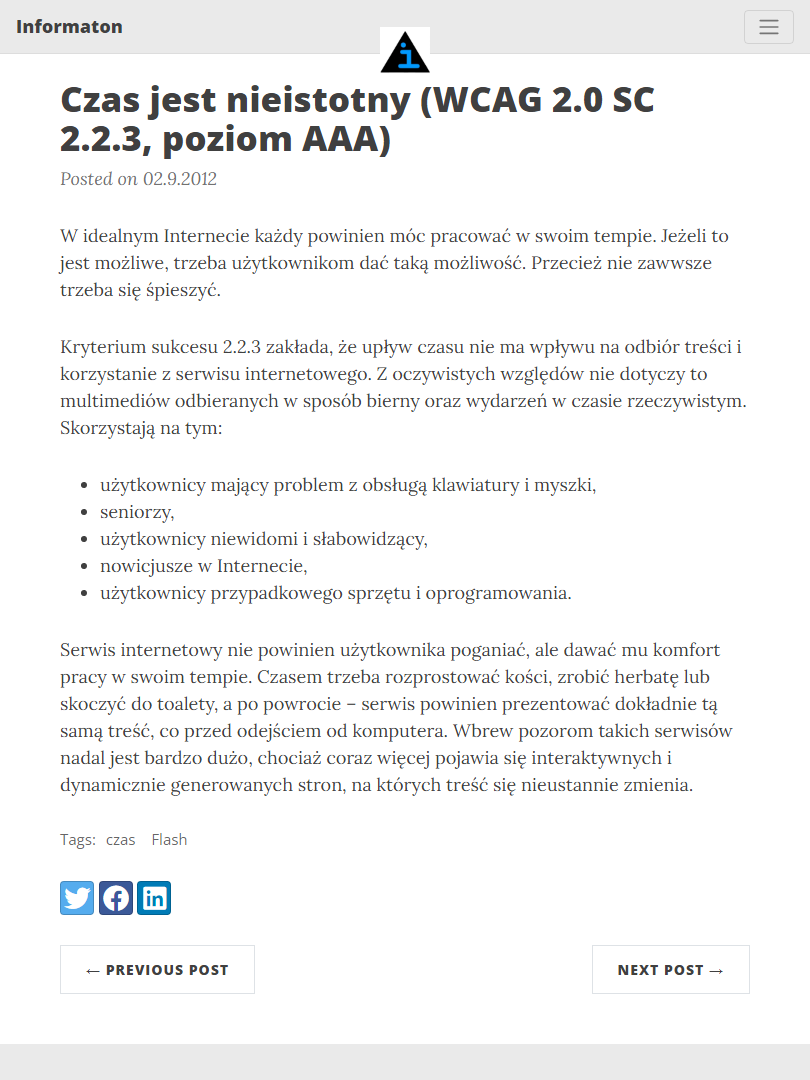 Informaton
Czas jest nieistotny (WCAG 2.0 SC
2.2.3, poziom AAA)
Posted on 02.9.2012
W idealnym Internecie każdy powinien móc pracować w swoim tempie. Jeżeli to
jest możliwe, trzeba użytkownikom dać taką możliwość. Przecież nie zawwsze
trzeba się śpieszyć.
Kryterium sukcesu 2.2.3 zakłada, że upływ czasu nie ma wpływu na odbiór treści i
korzystanie z serwisu internetowego. Z oczywistych względów nie dotyczy to
multimediów odbieranych w sposób bierny oraz wydarzeń w czasie rzeczywistym.
Skorzystają na tym:
• użytkownicy mający problem z obsługą klawiatury i myszki,
• seniorzy,
• użytkownicy niewidomi i słabowidzący,
• nowicjusze w Internecie,
• użytkownicy przypadkowego sprzętu i oprogramowania.
Serwis internetowy nie powinien użytkownika poganiać, ale dawać mu komfort
pracy w swoim tempie. Czasem trzeba rozprostować kości, zrobić herbatę lub
skoczyć do toalety, a po powrocie – serwis powinien prezentować dokładnie tą
samą treść, co przed odejściem od komputera. Wbrew pozorom takich serwisów
nadal jest bardzo dużo, chociaż coraz więcej pojawia się interaktywnych i
dynamicznie generowanych stron, na których treść się nieustannie zmienia.
Tags: czas Flash
← PREVIOUS POST
NEXT POST →